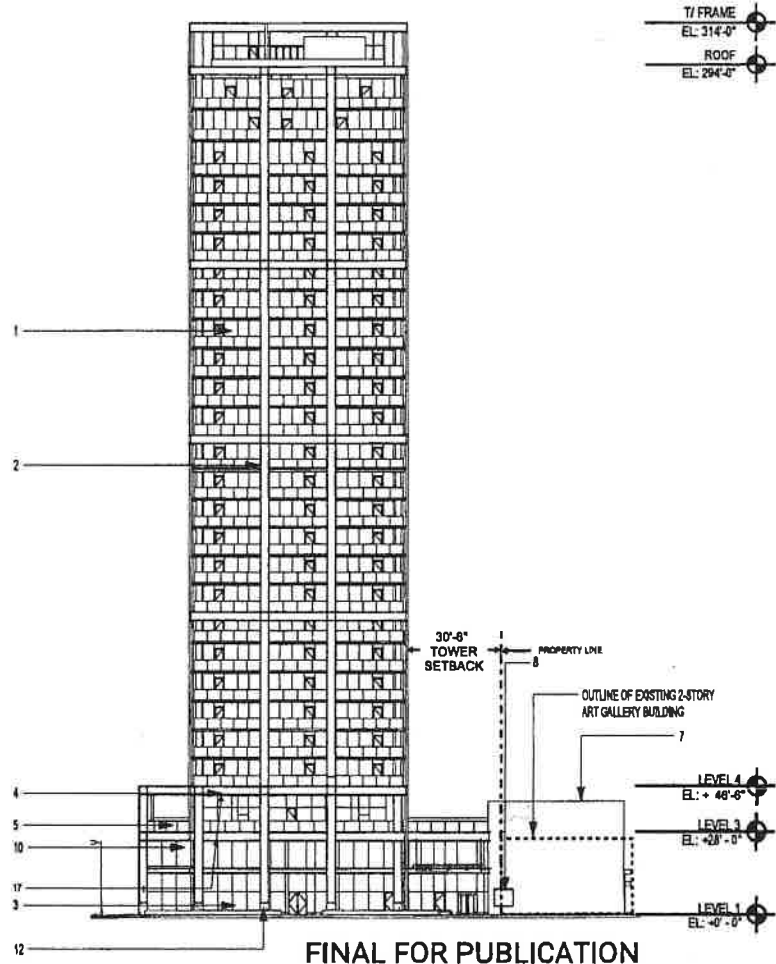 T/ FRAME
EL: 314'-0"
ROOF
EL: 294'-0"
1
2
30'-6"
TOWER
SETBACK
PROPERTY LINE
8
OUTLINE OF EXISTING 2-STORY
ART GALLERY BUILDING
7
4
LEVEL 4
EL: + 46'-6"
5
LEVEL 3
EL: +28' - 0"
10
17
3
LEVEL 1
EL: +0' - 0"
12
FINAL FOR PUBLICATION